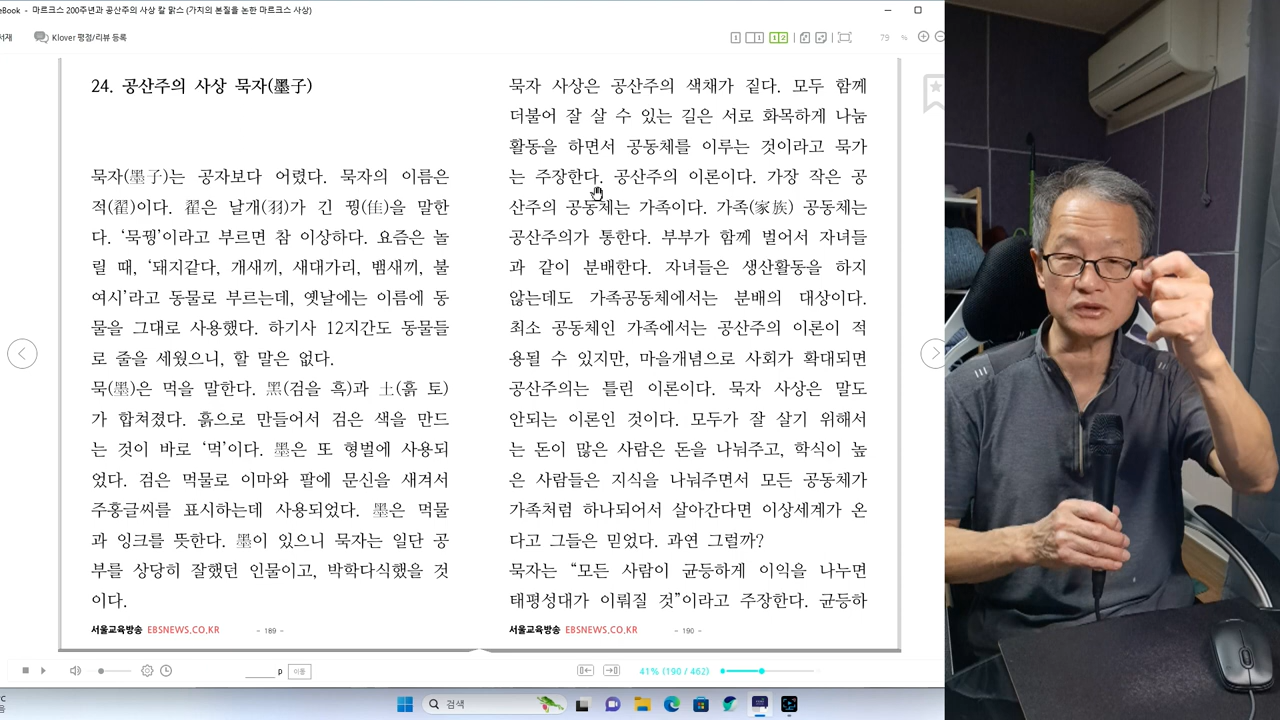 eBook - 마르크스 200주년과 공산주의 사상 칼 맑스 (가치의 본질을 논한 마르크스 사상)
서재 Klover 평점/리뷰 등록
79 %
24. 공산주의 사상 묵자(墨子)
묵자(墨子)는 공자보다 어렸다. 묵자의 이름은
적(翟)이다. 翟은 날개(羽)가 긴 꿩(隹)을 말한
다. ‘묵꿩’이라고 부르면 참 이상하다. 요즘은 놀
릴 때, ‘돼지같다, 개새끼, 새대가리, 뱀새끼, 불
여시’라고 동물로 부르는데, 옛날에는 이름에 동
물을 그대로 사용했다. 하기사 12지간도 동물들
로 줄을 세웠으니, 할 말은 없다.
묵(墨)은 먹을 말한다. 黑(검을 흑)과 土(흙 토)
가 합쳐졌다. 흙으로 만들어서 검은 색을 만드
는 것이 바로 ‘먹’이다. 墨은 또 형벌에 사용되
었다. 검은 먹물로 이마와 팔에 문신을 새겨서
주홍글씨를 표시하는데 사용되었다. 墨은 먹물
과 잉크를 뜻한다. 墨이 있으니 묵자는 일단 공
부를 상당히 잘했던 인물이고, 박학다식했을 것
이다.
서울교육방송 EBSNEWS.CO.KR - 189 -
묵자 사상은 공산주의 색채가 짙다. 모두 함께
더불어 잘 살 수 있는 길은 서로 화목하게 나눔
활동을 하면서 공동체를 이루는 것이라고 묵가
는 주장한다. 공산주의 이론이다. 가장 작은 공
산주의 공동체는 가족이다. 가족(家族) 공동체는
공산주의가 통한다. 부부가 함께 벌어서 자녀들
과 같이 분배한다. 자녀들은 생산활동을 하지
않는데도 가족공동체에서는 분배의 대상이다.
최소 공동체인 가족에서는 공산주의 이론이 적
용될 수 있지만, 마을개념으로 사회가 확대되면
공산주의는 틀린 이론이다. 묵자 사상은 말도
안되는 이론인 것이다. 모두가 잘 살기 위해서
는 돈이 많은 사람은 돈을 나눠주고, 학식이 높
은 사람들은 지식을 나눠주면서 모든 공동체가
가족처럼 하나되어서 살아간다면 이상세계가 온
다고 그들은 믿었다. 과연 그럴까?
묵자는 “모든 사람이 균등하게 이익을 나누면
태평성대가 이뤄질 것”이라고 주장한다. 균등하
서울교육방송 EBSNEWS.CO.KR - 190 -
p 이동
41% (190 / 462)
검색